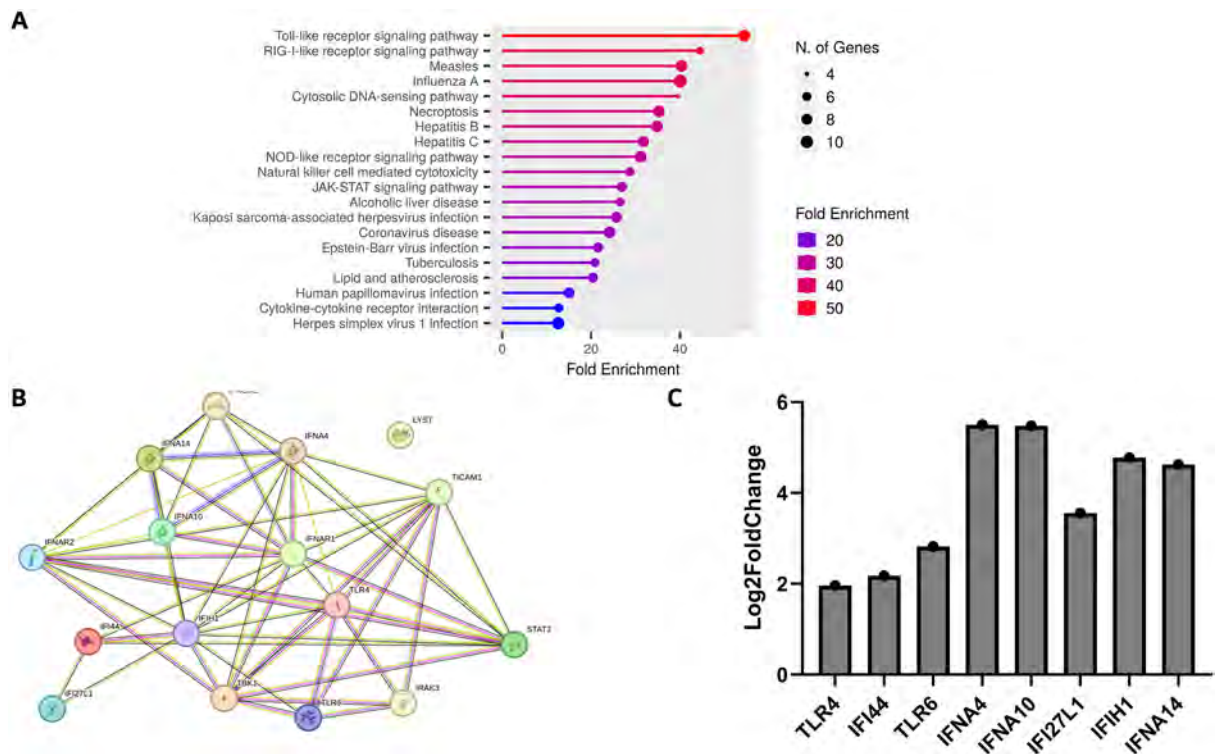 A
Toll-like receptor signaling pathway
RIG-I-like receptor signaling pathway
Measles
Influenza A
Cytosolic DNA-sensing pathway
Necroptosis
Hepatitis B
Hepatitis C
NOD-like receptor signaling pathway
Natural killer cell mediated cytotoxicity
JAK-STAT signaling pathway
Alcoholic liver disease
Kaposi sarcoma-associated herpesvirus infection
Coronavirus disease
Epstein-Barr virus infection
Tuberculosis
Lipid and atherosclerosis
Human papillomavirus infection
Cytokine-cytokine receptor interaction
Herpes simplex virus 1 infection
0 20 40
Fold Enrichment
N. of Genes
4
6
8
10
Fold Enrichment
20
30
40
50
B
LYST
IFNA14
IFNA4
TICAM1
IFNA10
IFNAR2
IFNAR1
TLR4
IFI44
IFIH1
STAT2
IFI27L1
TBK1
IRAK3
C
Log2FoldChange
6
4
2
0
TLR4 IFI44 TLR6 IFNA4 IFNA10 IFI27L1 IFIH1 IFNA14